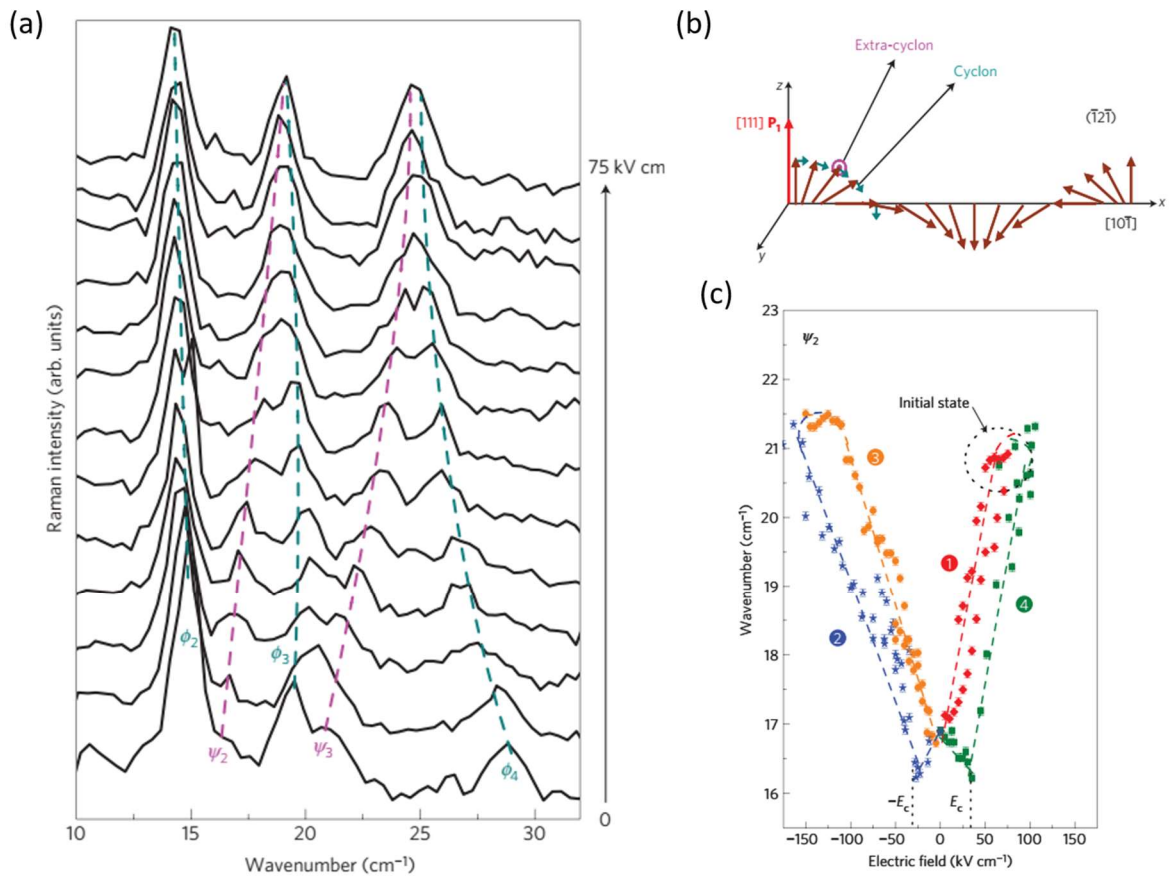 (a)
75 kV cm
0
Raman intensity (arb. units)
ϕ2
ψ2
ϕ3
ψ3
ϕ4
10 15 20 25 30
Wavenumber (cm−1)
(b)
Extra-cyclon
Cyclon
z
[111] P1
(1̄21̄)
x
[101̄]
y
(c)
23
22
21
20
19
18
17
16
Wavenumber (cm−1)
ψ2
Initial state
3
1
2
4
−Ec
Ec
−150 −100 −50 0 50 100 150
Electric field (kV cm−1)